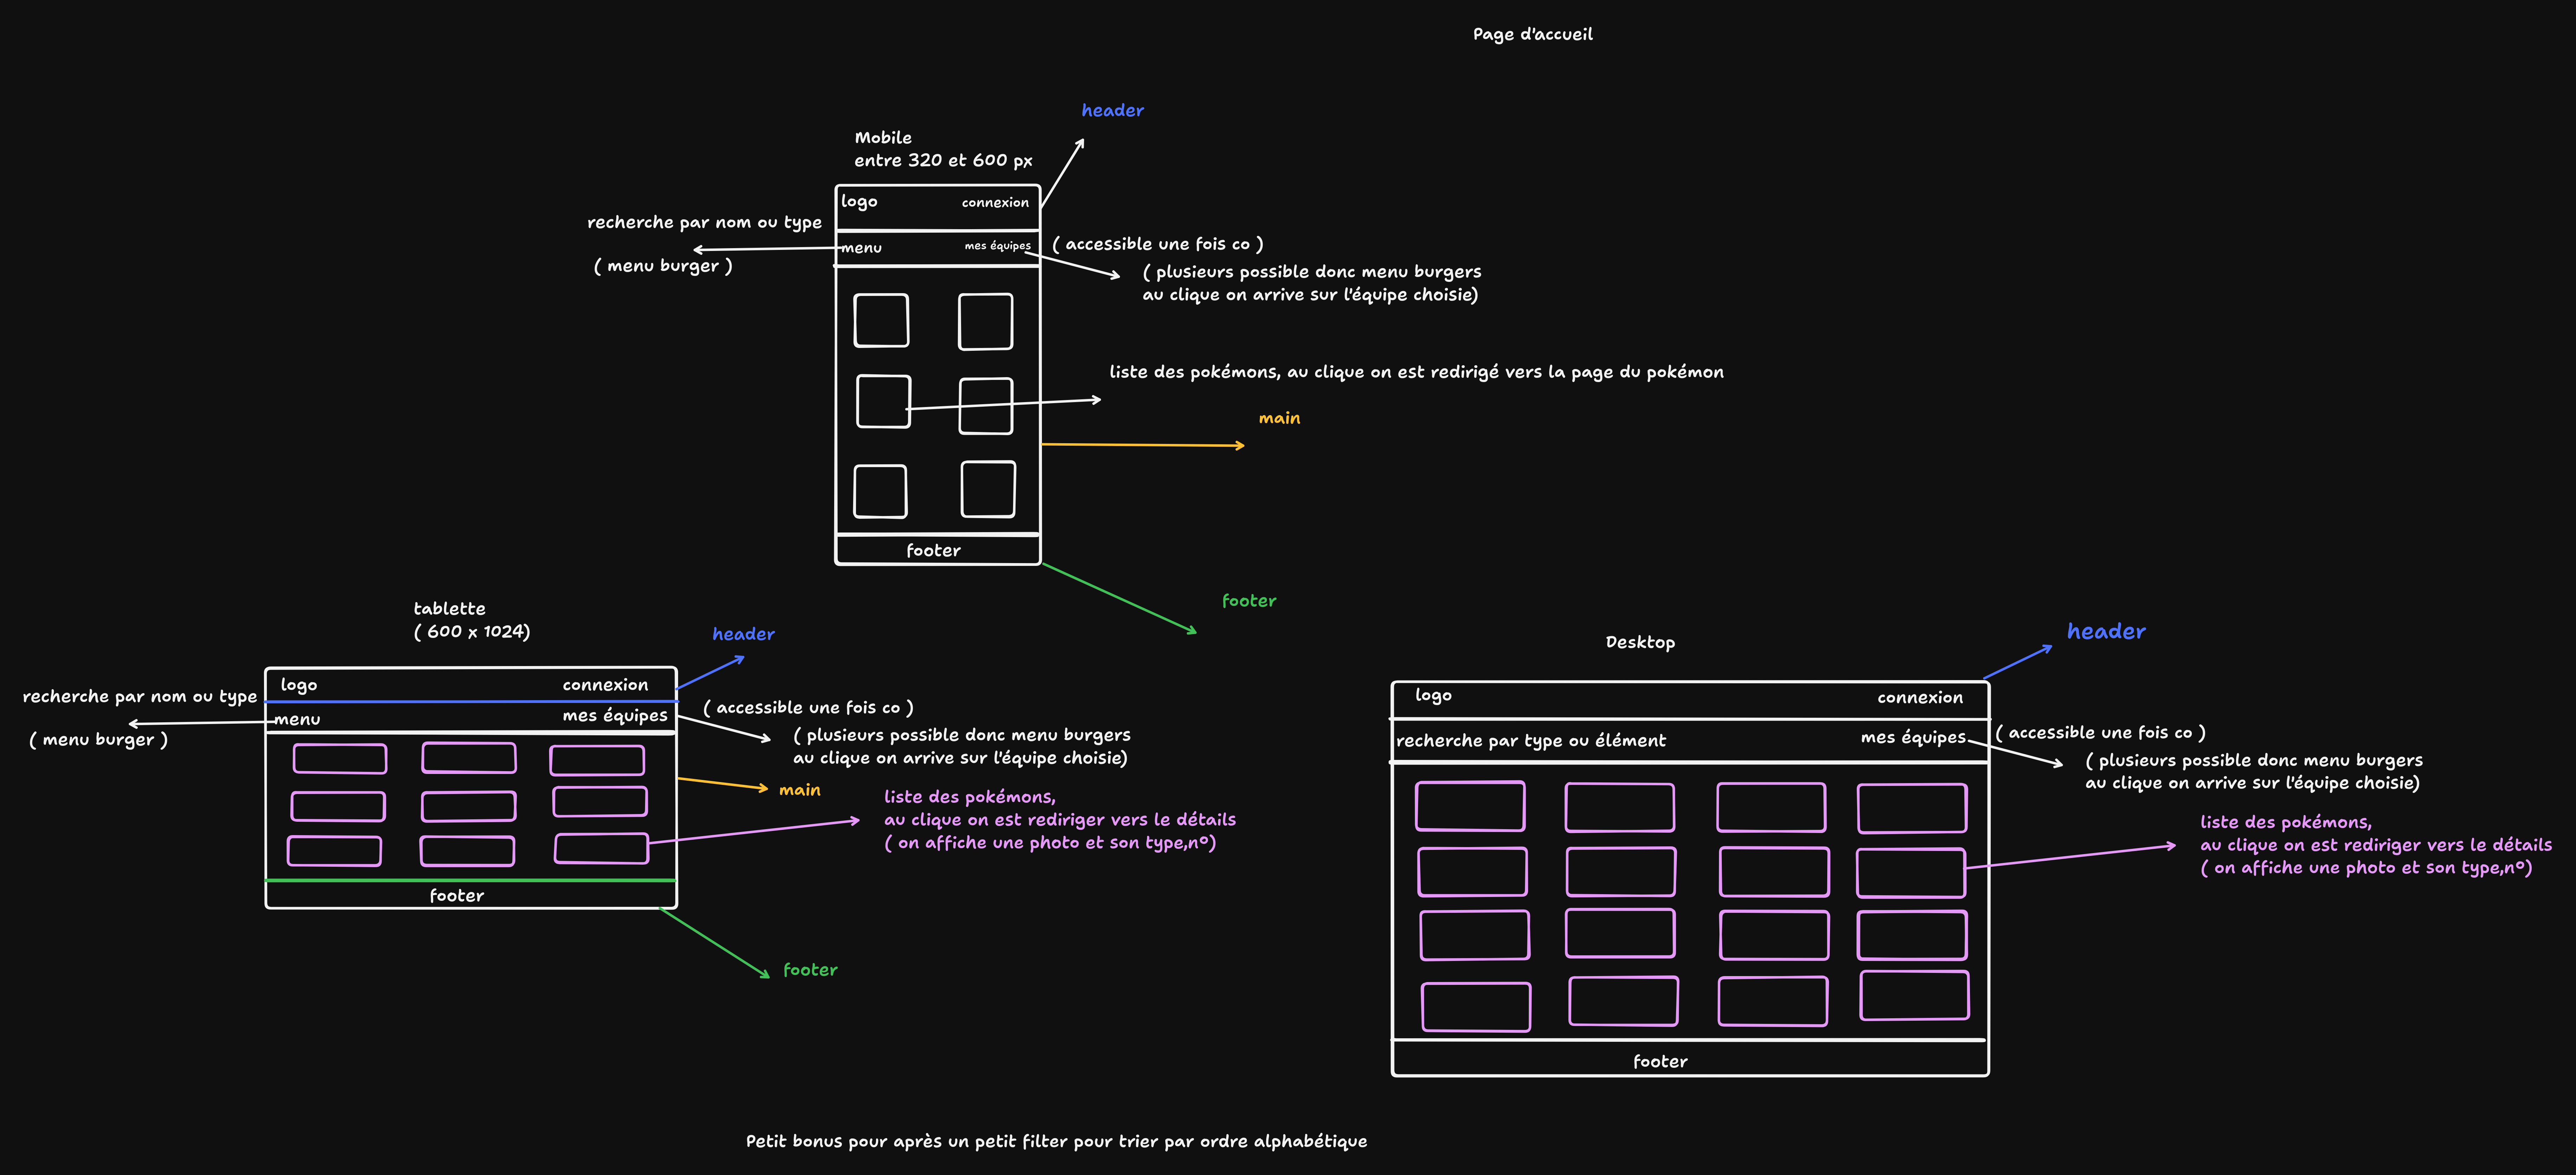 Page d'accueil
header
Mobile
entre 320 et 600 px
logo
connexion
recherche par nom ou type
menu
mes équipes
( accessible une fois co )
( menu burger )
( plusieurs possible donc menu burgers
au clique on arrive sur l'équipe choisie)
liste des pokémons, au clique on est redirigé vers la page du pokémon
main
footer
footer
tablette
( 600 x 1024)
header
logo
connexion
recherche par nom ou type
menu
mes équipes
( accessible une fois co )
( menu burger )
( plusieurs possible donc menu burgers
au clique on arrive sur l'équipe choisie)
main
liste des pokémons,
au clique on est rediriger vers le détails
( on affiche une photo et son type,n°)
footer
footer
Desktop
header
logo
connexion
recherche par type ou élément
mes équipes
( accessible une fois co )
( plusieurs possible donc menu burgers
au clique on arrive sur l'équipe choisie)
liste des pokémons,
au clique on est rediriger vers le détails
( on affiche une photo et son type,n°)
footer
Petit bonus pour après un petit filter pour trier par ordre alphabétique